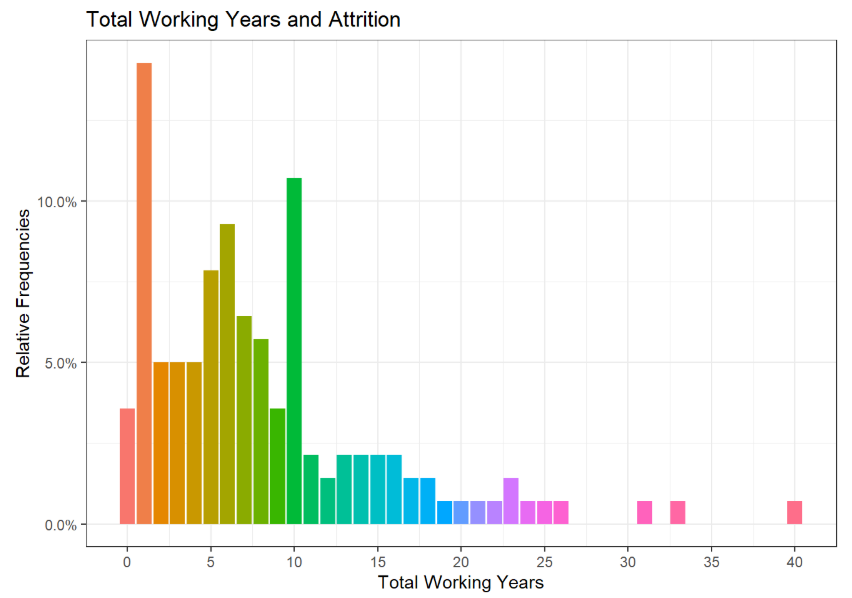 Total Working Years and Attrition
Relative Frequencies
10.0%
5.0%
0.0%
0 5 10 15 20 25 30 35 40
Total Working Years